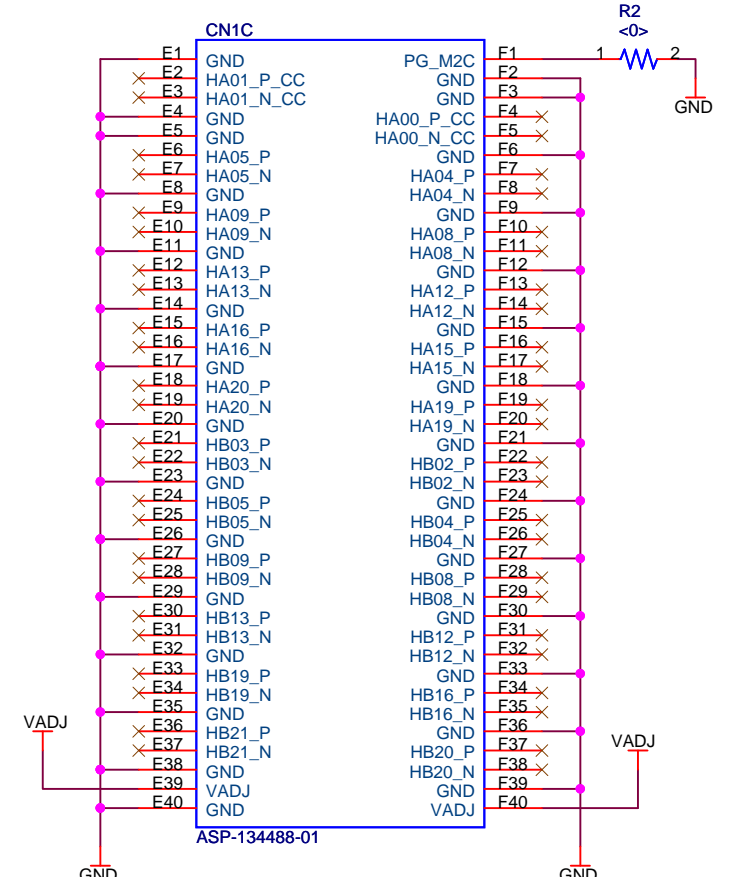 R2
<0>
CN1C
E1 GND PG_M2C F1 1 2
E2 HA01_P_CC GND F2
E3 HA01_N_CC GND F3
GND
E4 GND HA00_P_CC F4
E5 GND HA00_N_CC F5
E6 HA05_P GND F6
E7 HA05_N HA04_P F7
E8 GND HA04_N F8
E9 HA09_P GND F9
E10 HA09_N HA08_P F10
E11 GND HA08_N F11
E12 HA13_P GND F12
E13 HA13_N HA12_P F13
E14 GND HA12_N F14
E15 HA16_P GND F15
E16 HA16_N HA15_P F16
E17 GND HA15_N F17
E18 HA20_P GND F18
E19 HA20_N HA19_P F19
E20 GND HA19_N F20
E21 HB03_P GND F21
E22 HB03_N HB02_P F22
E23 GND HB02_N F23
E24 HB05_P GND F24
E25 HB05_N HB04_P F25
E26 GND HB04_N F26
E27 HB09_P GND F27
E28 HB09_N HB08_P F28
E29 GND HB08_N F29
E30 HB13_P GND F30
E31 HB13_N HB12_P F31
E32 GND HB12_N F32
E33 HB19_P GND F33
E34 HB19_N HB16_P F34
E35 GND HB16_N F35
VADJ
E36 HB21_P GND F36
VADJ
E37 HB21_N HB20_P F37
E38 GND HB20_N F38
E39 VADJ GND F39
E40 GND VADJ F40
ASP-134488-01
GND GND